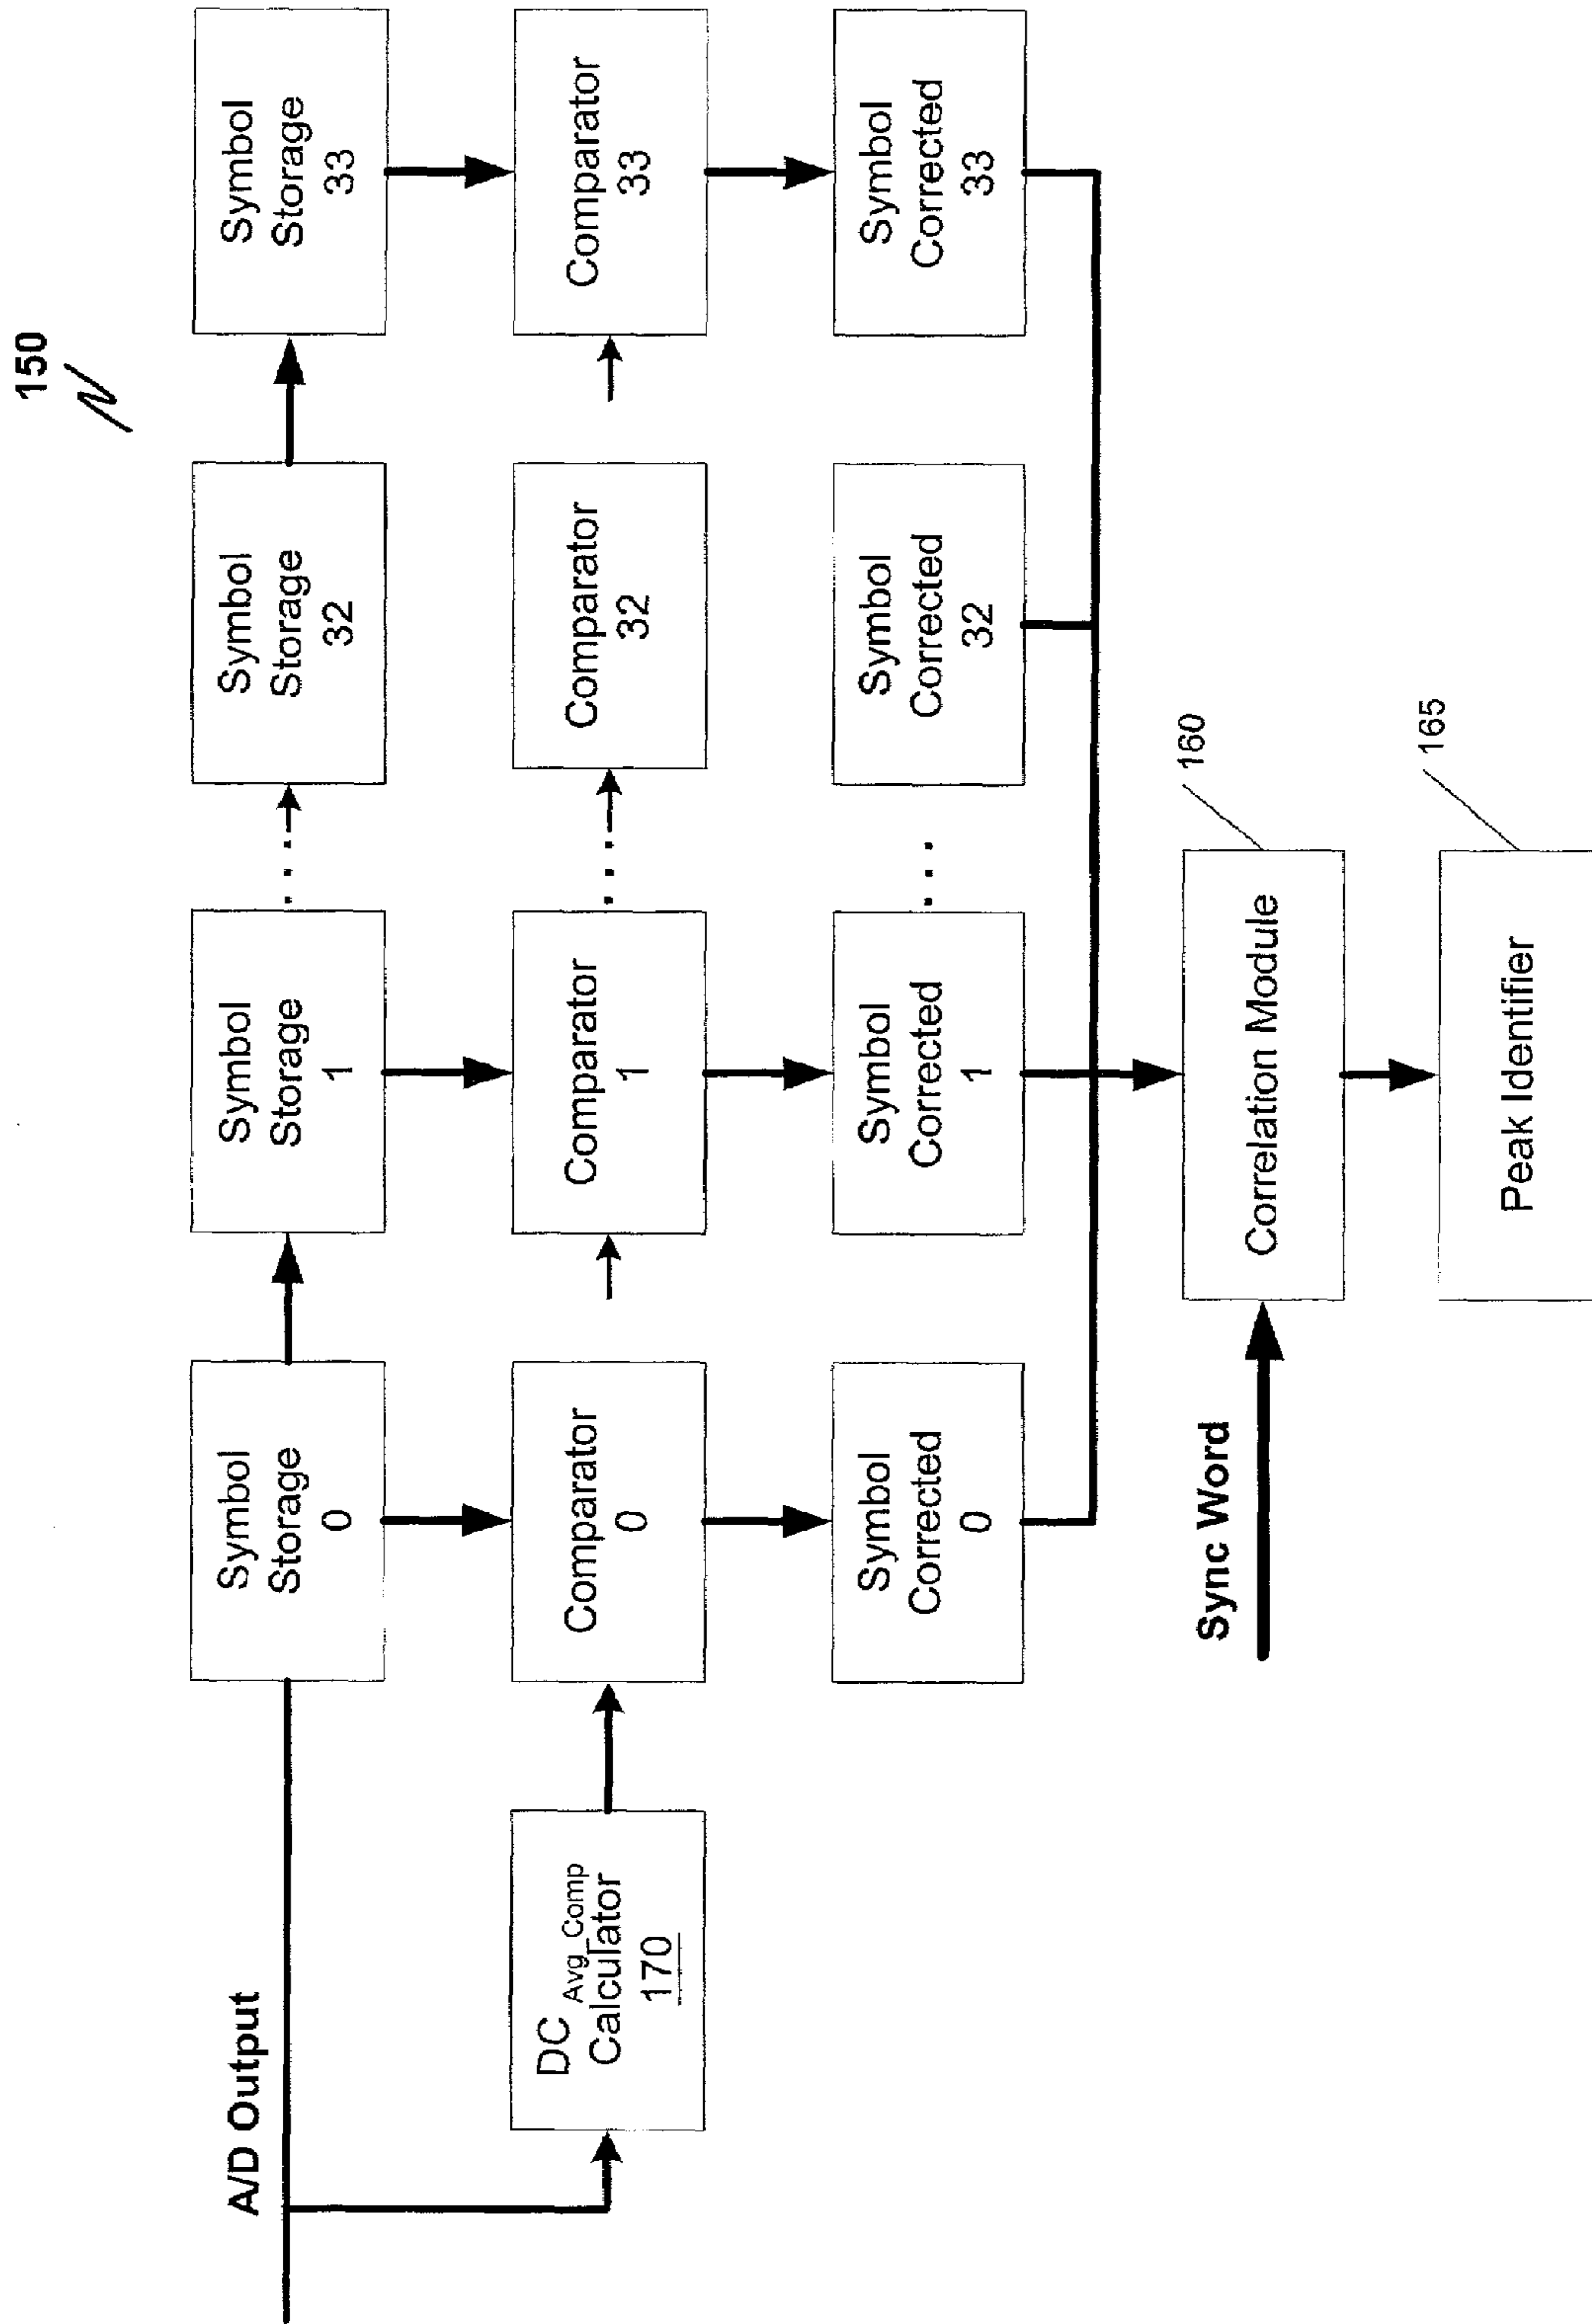 150
A/D Output
Symbol
Storage
0
Symbol
Storage
1
. . .
Symbol
Storage
32
Symbol
Storage
33
DC Avg_Comp
Calculator
170
Comparator
0
Comparator
1
. . .
Comparator
32
Comparator
33
Symbol
Corrected
0
Symbol
Corrected
1
. . .
Symbol
Corrected
32
Symbol
Corrected
33
Sync Word
Correlation Module
160
Peak Identifier
165